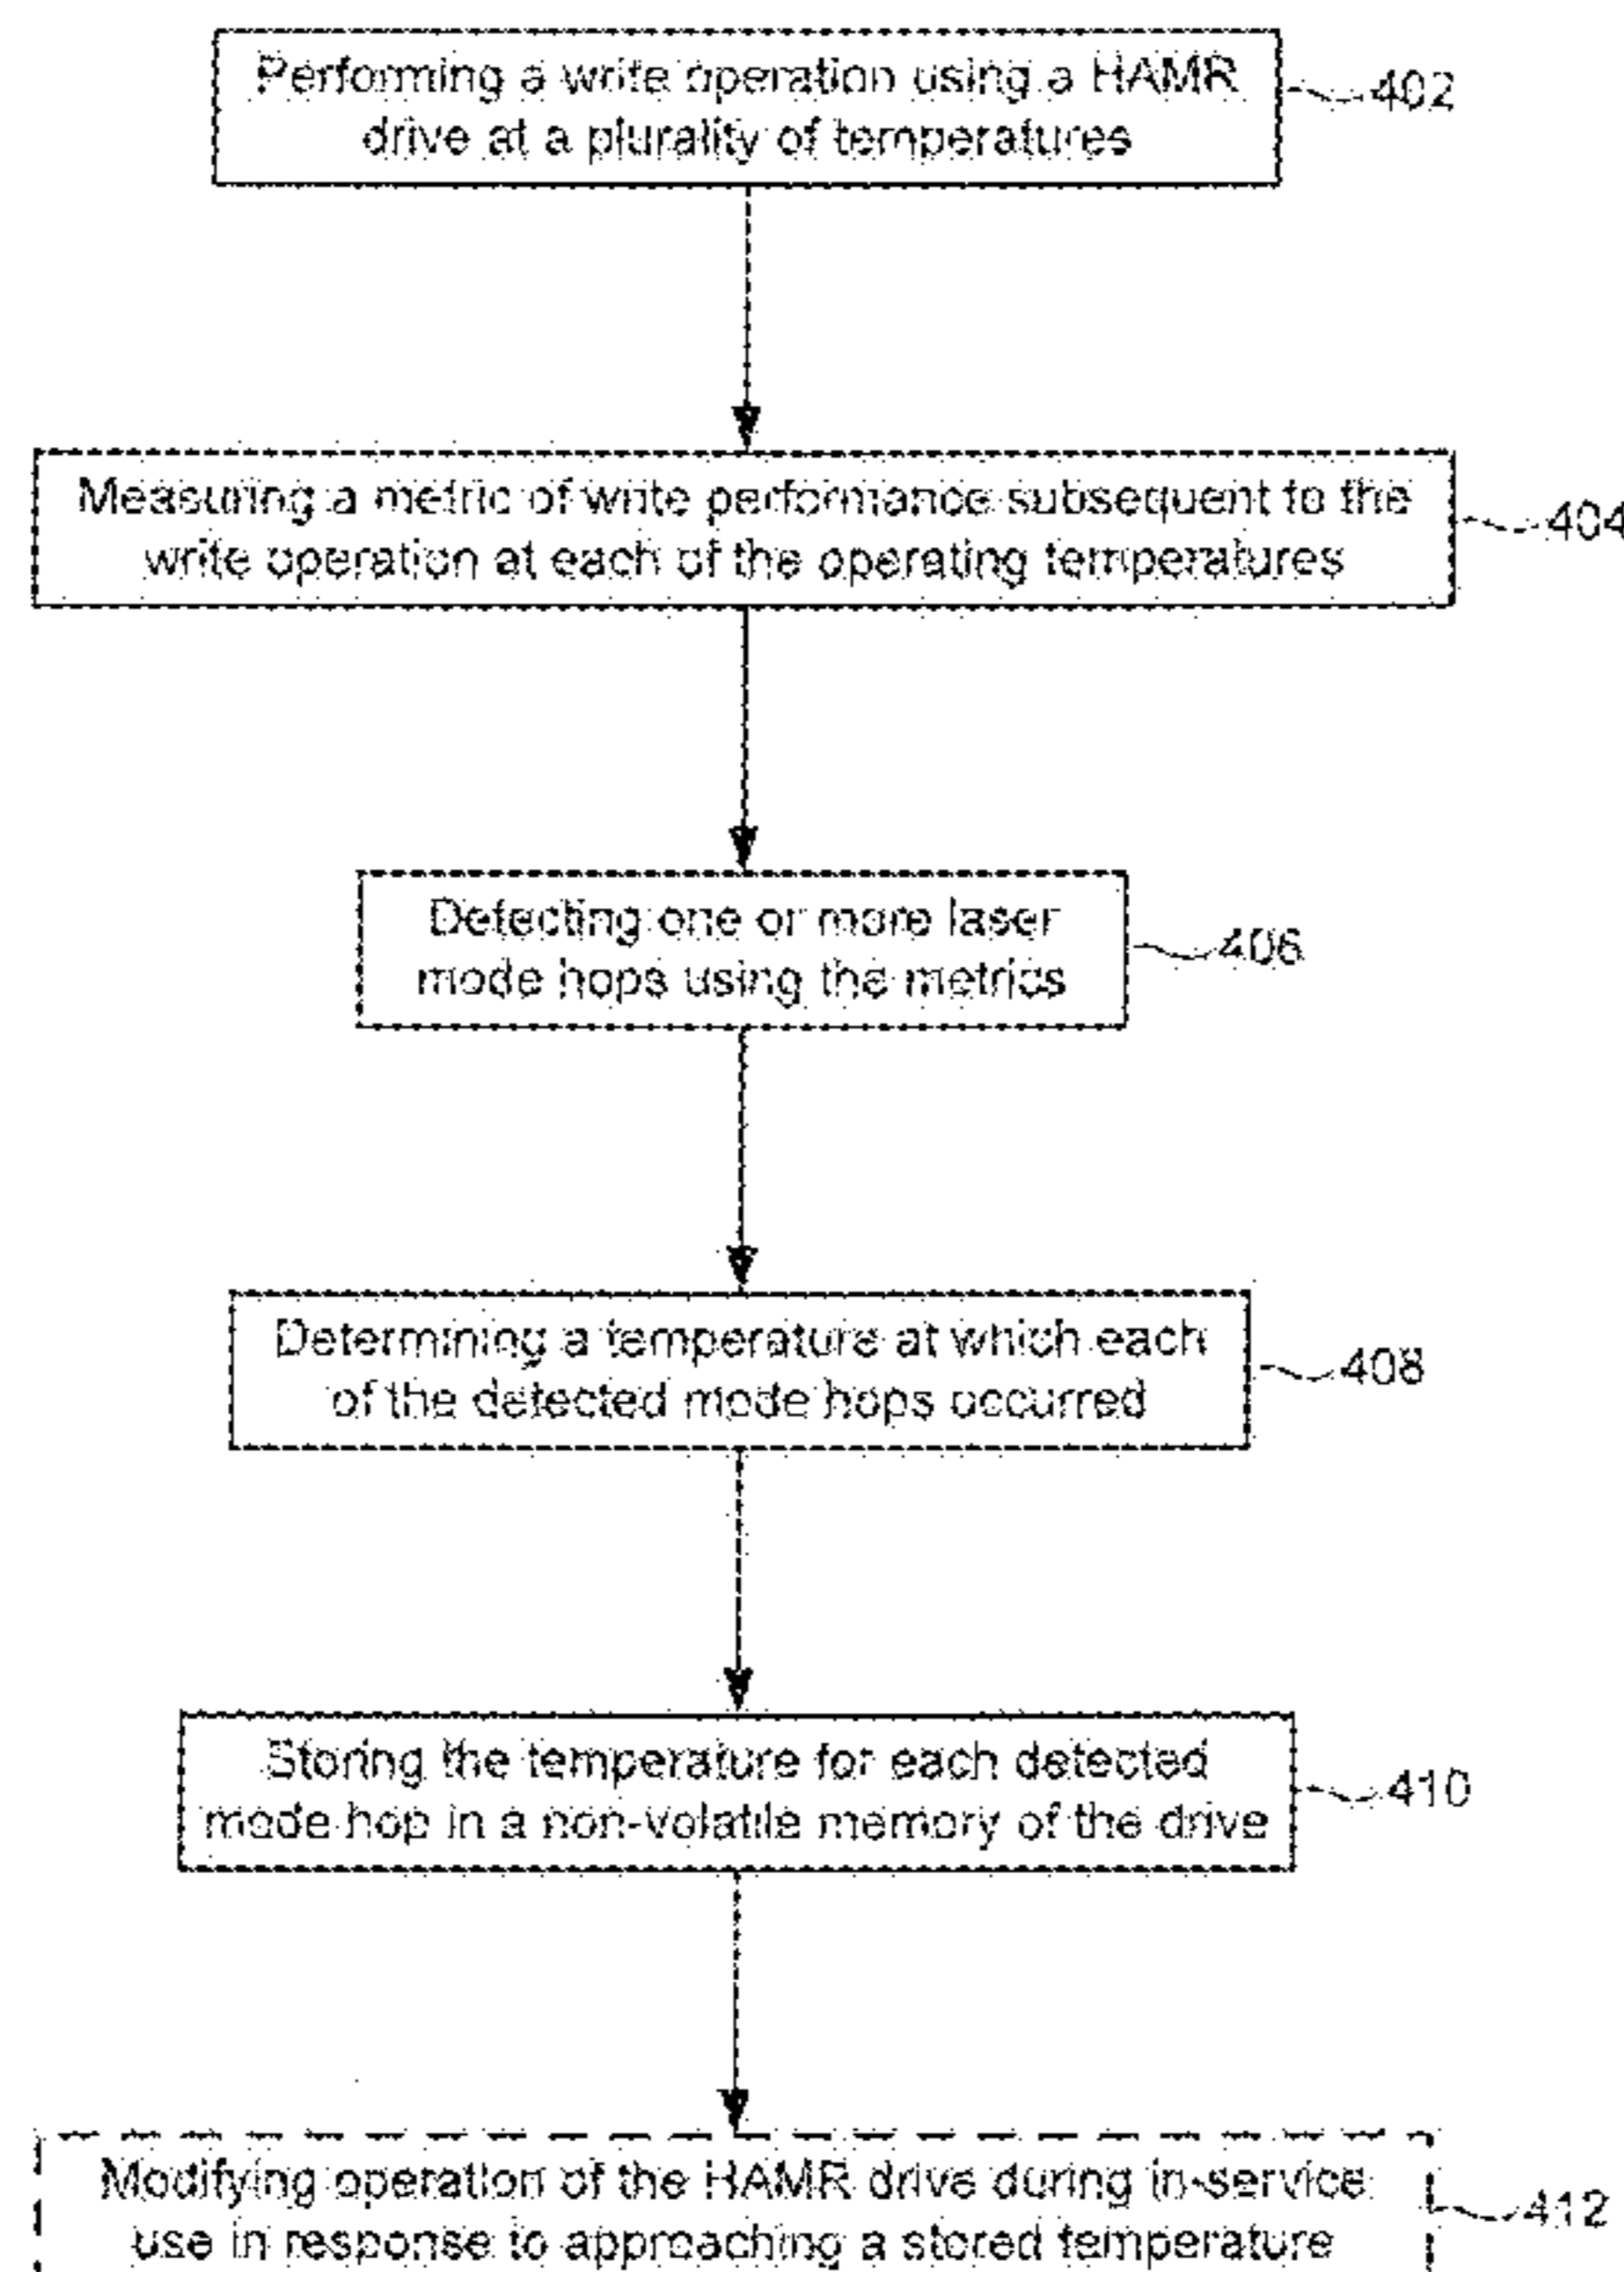 Performing a write operation using a HAMR
drive at a plurality of temperatures
402
Measuring a metric of write performance subsequent to the
write operation at each of the operating temperatures
404
Detecting one or more laser
mode hops using the metrics
406
Determining a temperature at which each
of the detected mode hops occurred
408
Storing the temperature for each detected
mode hop in a non-volatile memory of the drive
410
Modifying operation of the HAMR drive during in-service
use in response to approaching a stored temperature
412